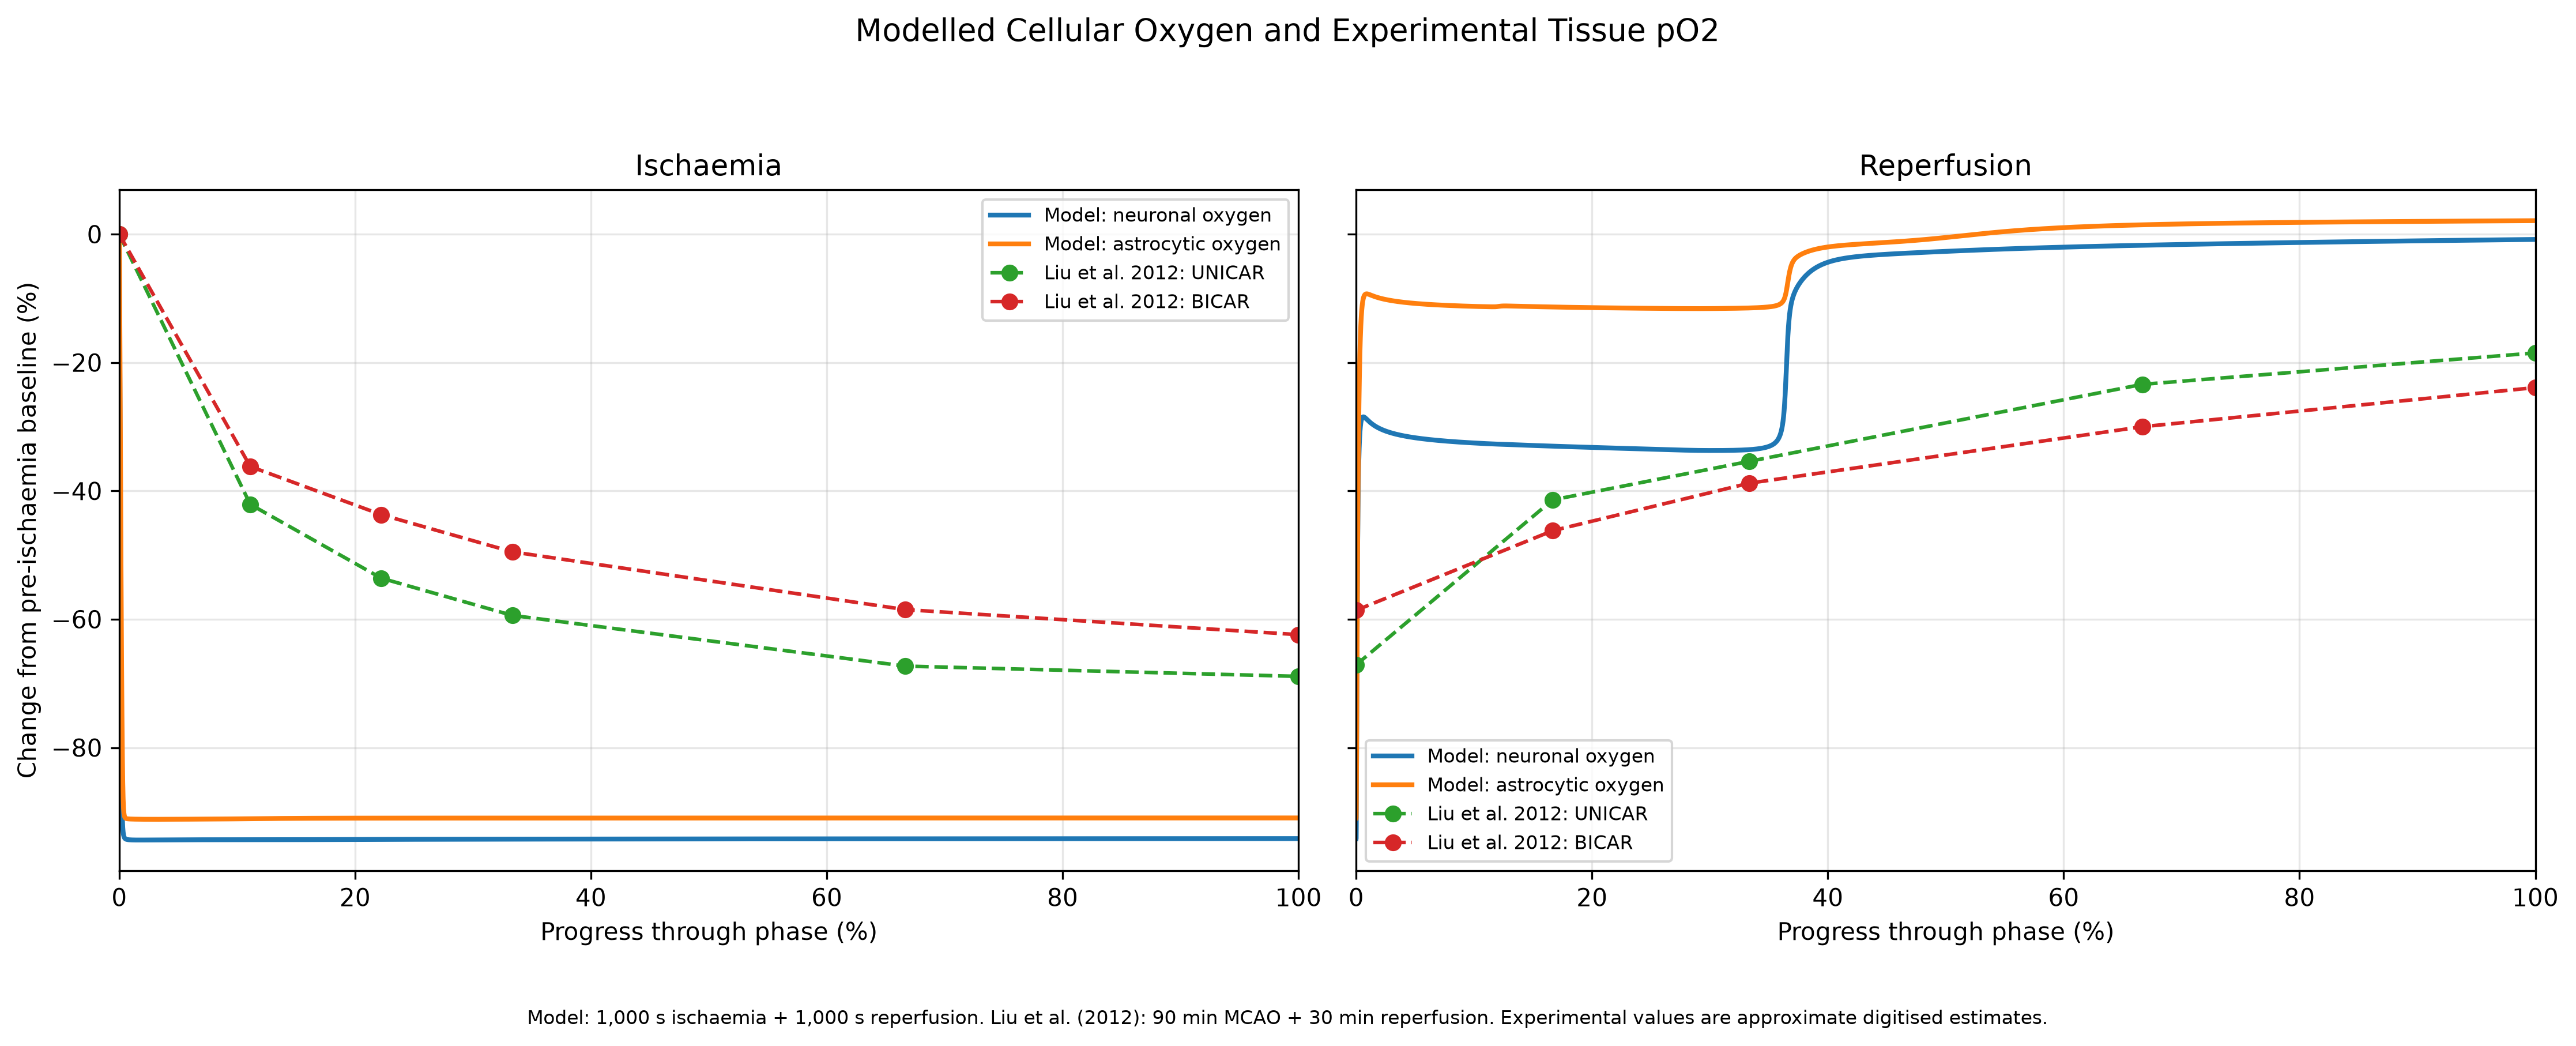 Modelled Cellular Oxygen and Experimental Tissue pO2
Ischaemia
Change from pre-ischaemia baseline (%)
0
−20
−40
−60
−80
Model: neuronal oxygen
Model: astrocytic oxygen
Liu et al. 2012: UNICAR
Liu et al. 2012: BICAR
0 20 40 60 80 100
Progress through phase (%)
Reperfusion
Model: neuronal oxygen
Model: astrocytic oxygen
Liu et al. 2012: UNICAR
Liu et al. 2012: BICAR
0 20 40 60 80 100
Progress through phase (%)
Model: 1,000 s ischaemia + 1,000 s reperfusion. Liu et al. (2012): 90 min MCAO + 30 min reperfusion. Experimental values are approximate digitised estimates.